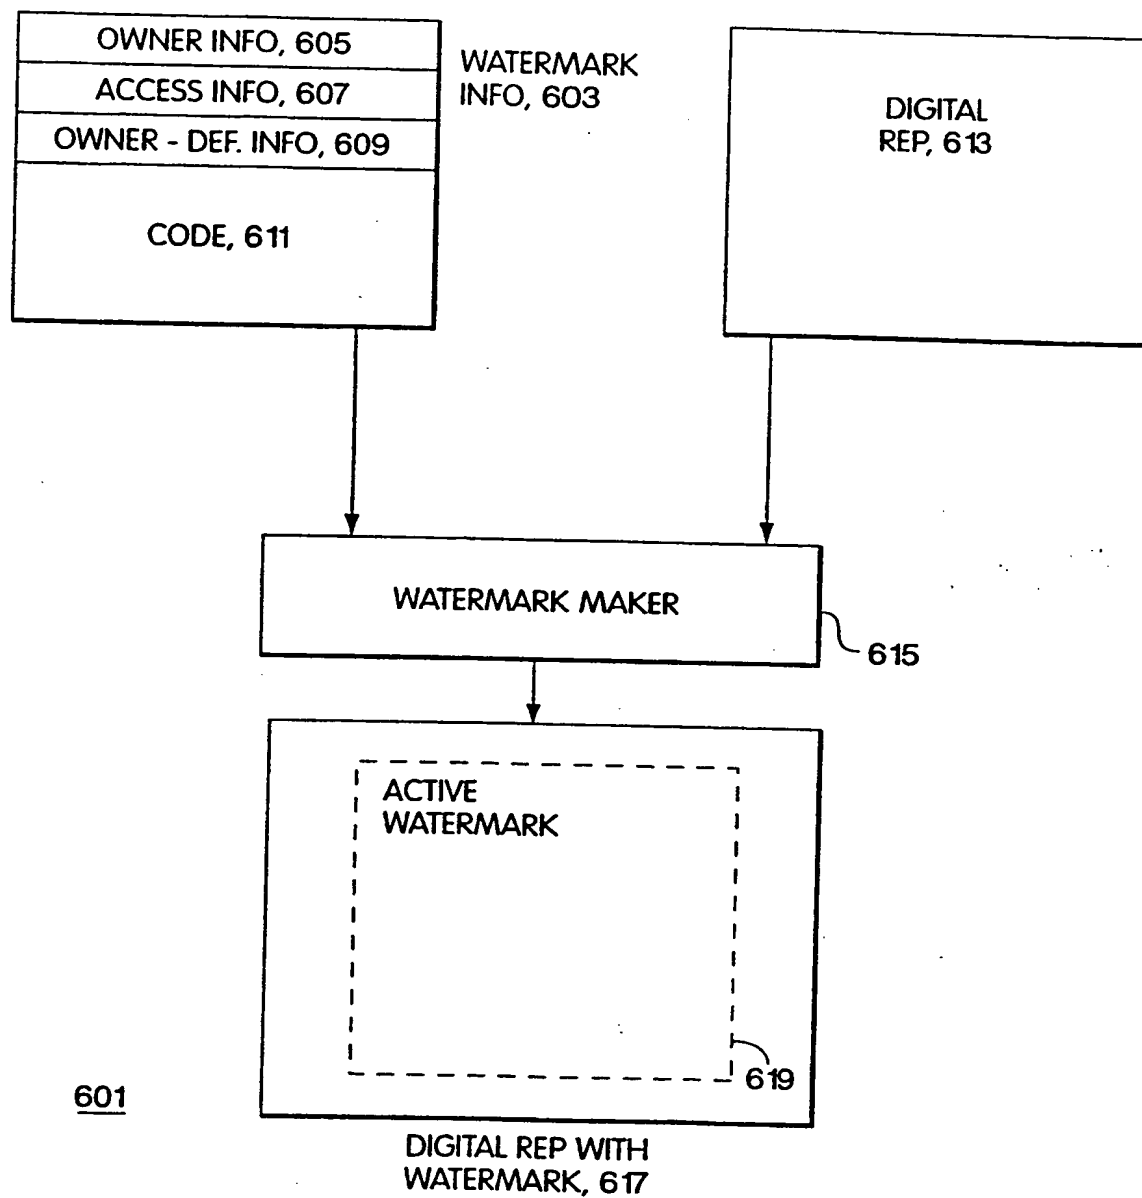 OWNER INFO, 605
ACCESS INFO, 607
OWNER - DEF. INFO, 609
CODE, 611
WATERMARK
INFO, 603
DIGITAL
REP, 613
WATERMARK MAKER
615
ACTIVE
WATERMARK
619
601
DIGITAL REP WITH
WATERMARK, 617